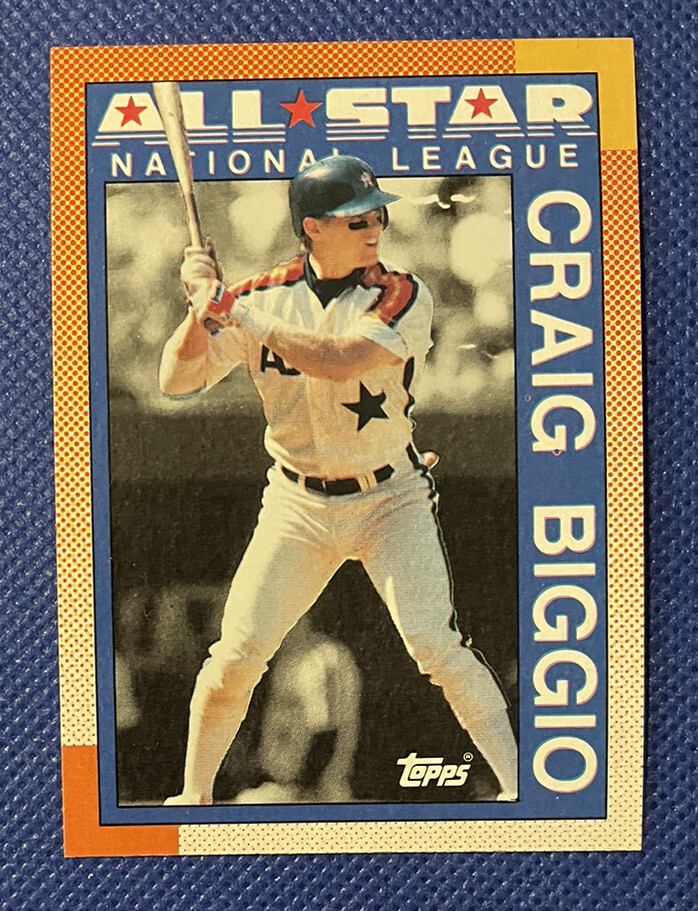 ALL★STAR
NATIONAL LEAGUE
CRAIG BIGGIO
A
topps®